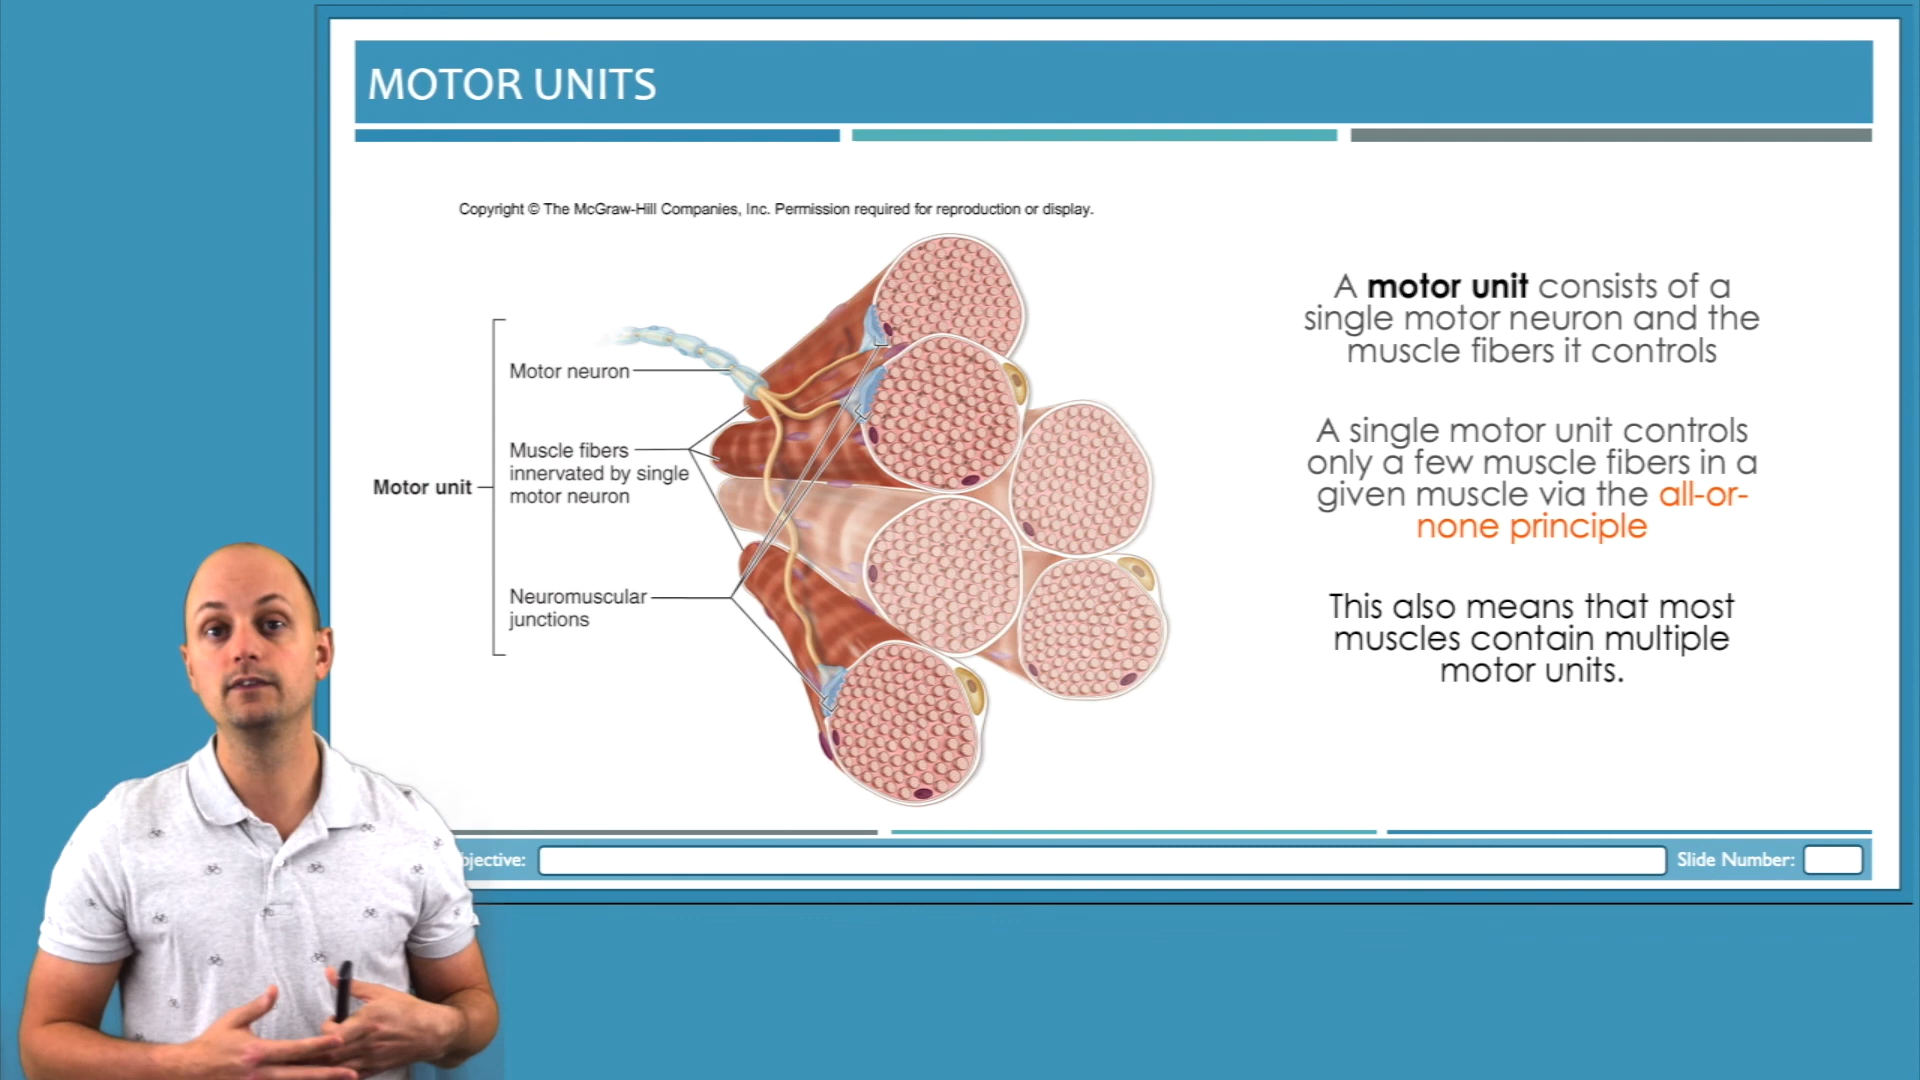 MOTOR UNITS
Copyright © The McGraw-Hill Companies, Inc. Permission required for reproduction or display.
Motor neuron
Muscle fibers
innervated by single
motor neuron
Motor unit
Neuromuscular
junctions
A motor unit consists of a
single motor neuron and the
muscle fibers it controls
A single motor unit controls
only a few muscle fibers in a
given muscle via the all-or-
none principle
This also means that most
muscles contain multiple
motor units.
bjective:
Slide Number: